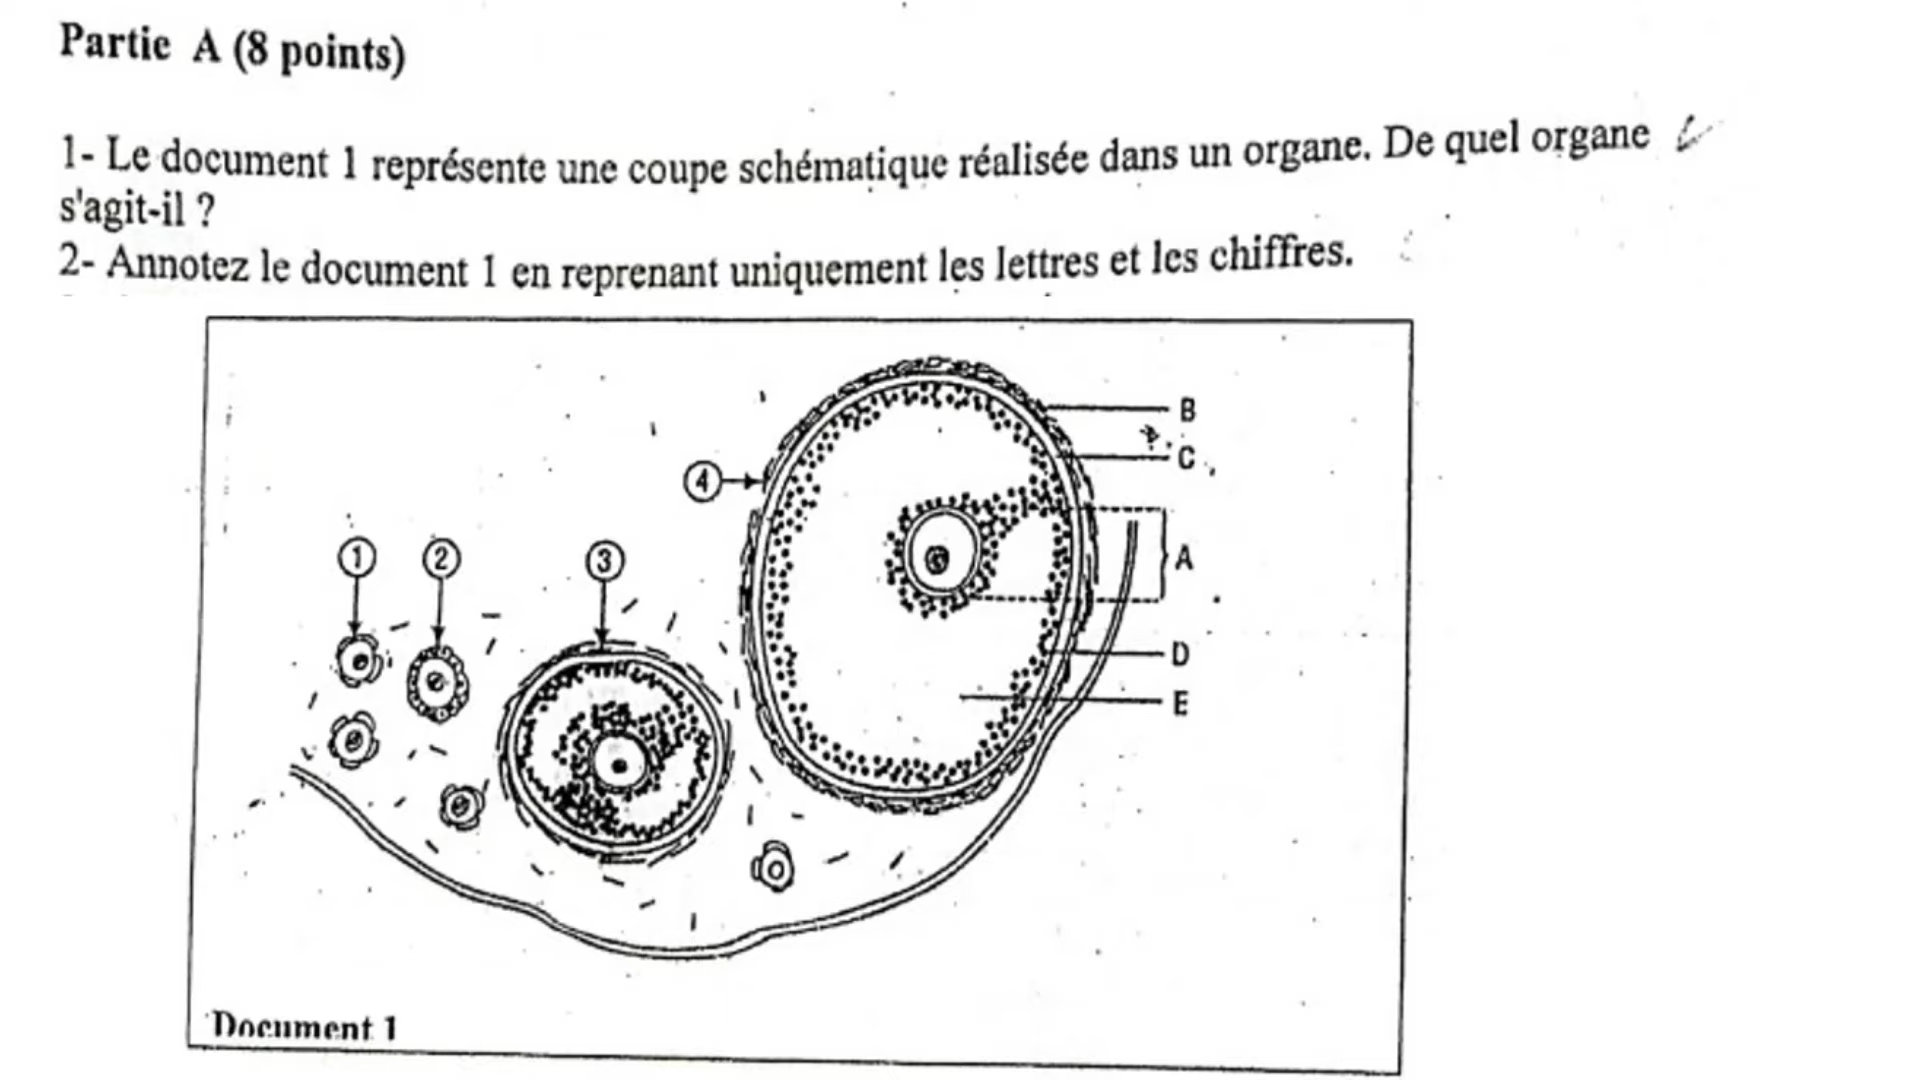 Partie A (8 points)
1- Le document 1 représente une coupe schématique réalisée dans un organe. De quel organe
s'agit-il ?
2- Annotez le document 1 en reprenant uniquement les lettres et les chiffres.
B
C
4
1
2
3
A
D
E
Document 1